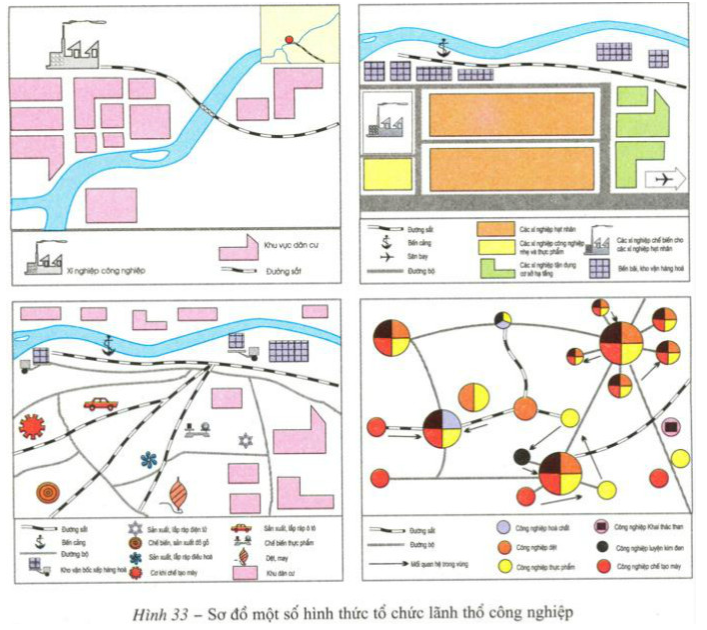 Xí nghiệp công nghiệp
Khu vực dân cư
Đường sắt
Đường sắt
Bến cảng
Sân bay
Đường bộ
Các xí nghiệp hạt nhân
Các xí nghiệp công nghiệp
nhẹ và thực phẩm
Các xí nghiệp tận dụng
cơ sở hạ tầng
Các xí nghiệp chế biến cho
các xí nghiệp hạt nhân
Bến bãi, kho vận hàng hoá
Đường sắt
Bến cảng
Đường bộ
Kho vận bốc xếp hàng hoá
Sản xuất, lắp ráp điện tử
Chế biến, sản xuất đồ gỗ
Sản xuất, lắp ráp điều hoà
Cơ khí chế tạo máy
Sản xuất, lắp ráp ô tô
Chế biến thực phẩm
Dệt, may
Khu dân cư
Đường sắt
Đường bộ
Mối quan hệ trong vùng
Công nghiệp hoá chất
Công nghiệp dệt
Công nghiệp thực phẩm
Công nghiệp Khai thác than
Công nghiệp luyện kim đen
Công nghiệp chế tạo máy
Hình 33 – Sơ đồ một số hình thức tổ chức lãnh thổ công nghiệp